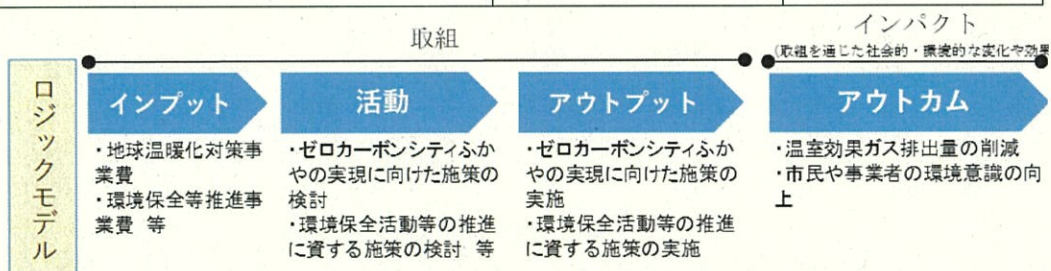 取組
インパクト
(取組を通じた社会的・環境的な変化や効果
ロジックモデル
インプット
・地球温暖化対策事
業費
・環境保全等推進事
業費 等
活動
・ゼロカーボンシティふか
やの実現に向けた施策の
検討
・環境保全活動等の推進
に資する施策の検討 等
アウトプット
・ゼロカーボンシティふか
やの実現に向けた施策の
実施
・環境保全活動等の推進
に資する施策の実施
アウトカム
・温室効果ガス排出量の削減
・市民や事業者の環境意識の向
上